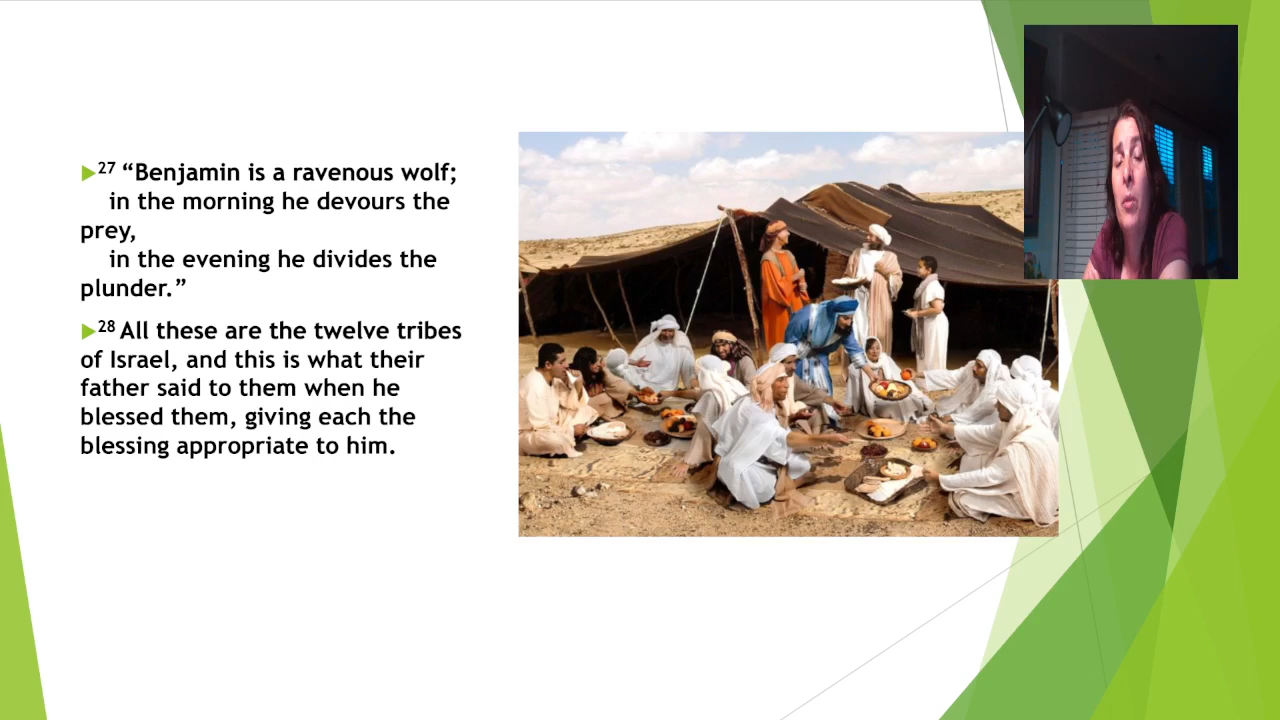 27 “Benjamin is a ravenous wolf;
in the morning he devours the
prey,
in the evening he divides the
plunder.”
28 All these are the twelve tribes
of Israel, and this is what their
father said to them when he
blessed them, giving each the
blessing appropriate to him.